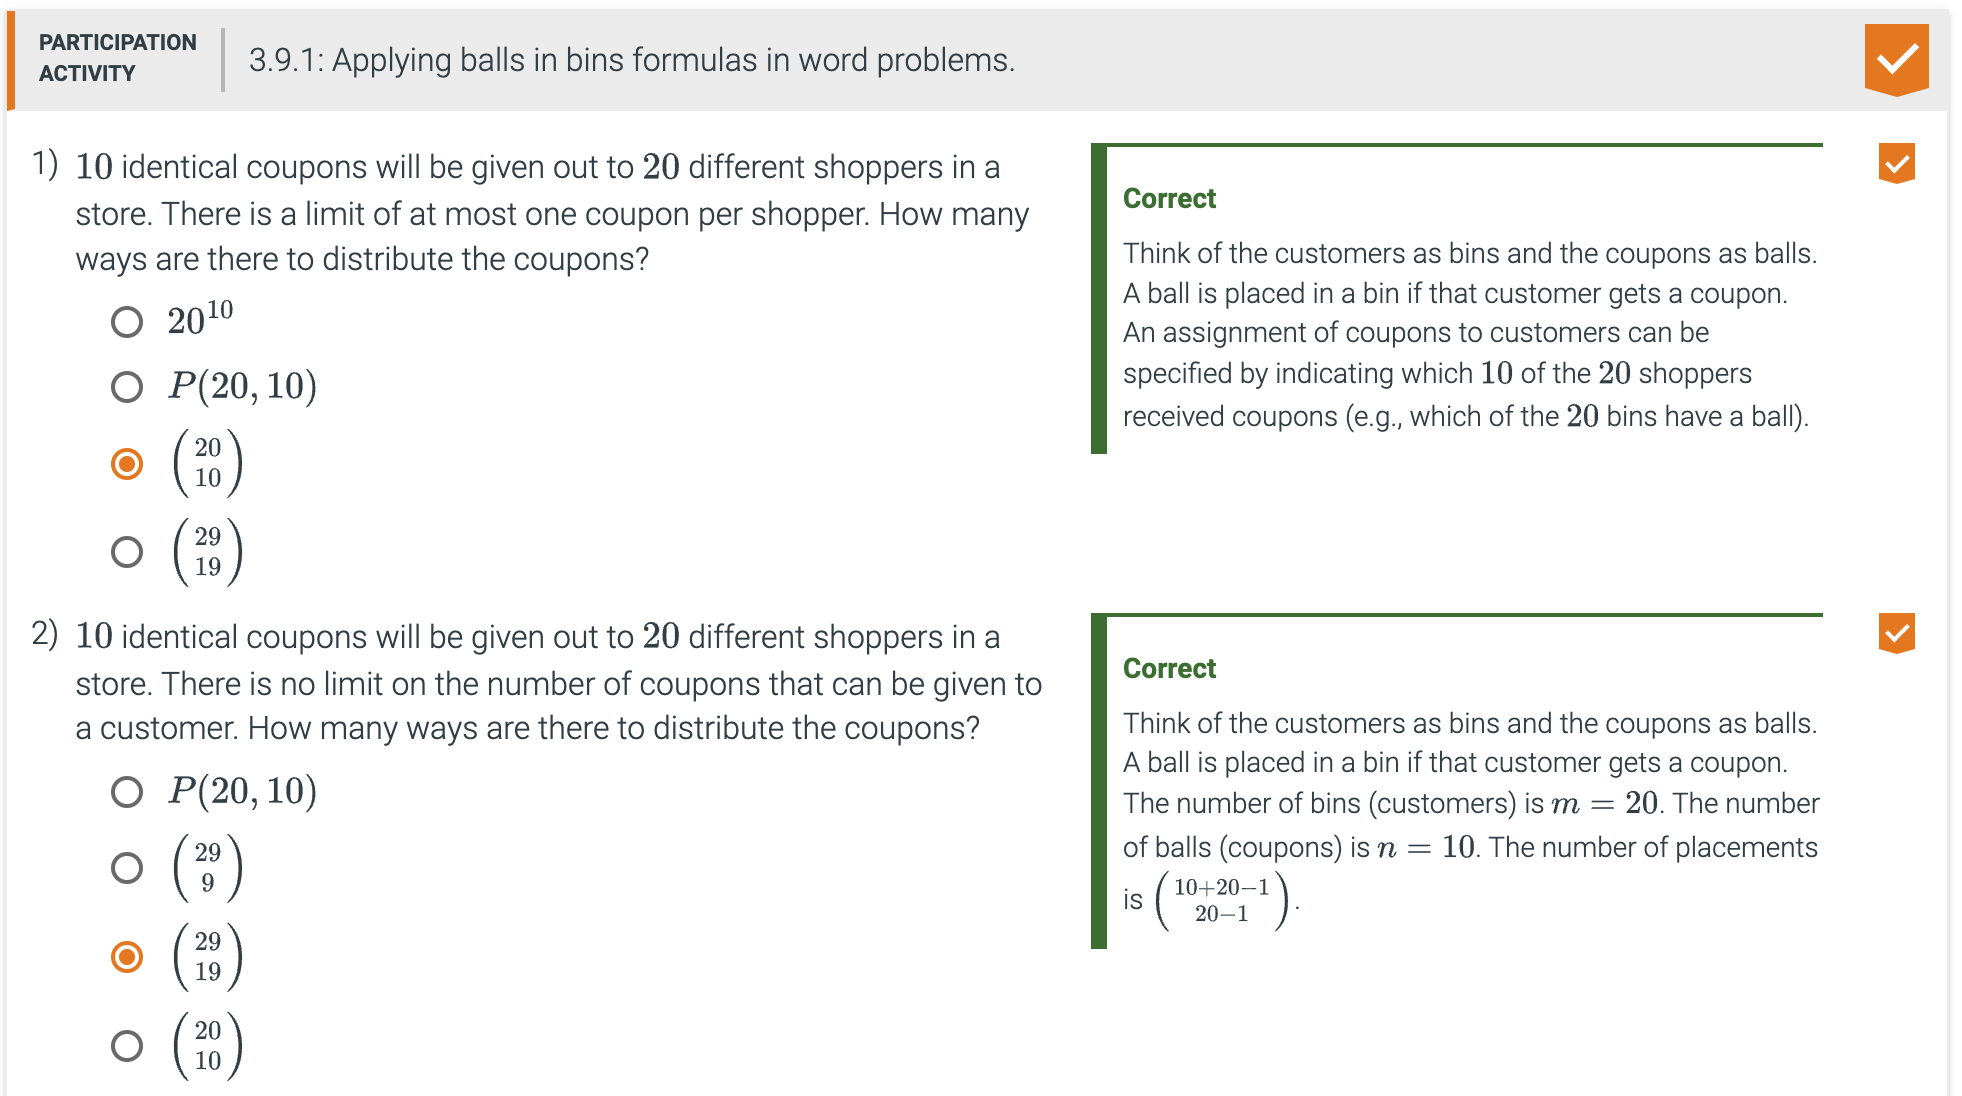 PARTICIPATION
ACTIVITY
3.9.1: Applying balls in bins formulas in word problems.
1) 10 identical coupons will be given out to 20 different shoppers in a
store. There is a limit of at most one coupon per shopper. How many
ways are there to distribute the coupons?
20^10
P(20, 10)
(20
10)
(29
19)
Correct
Think of the customers as bins and the coupons as balls.
A ball is placed in a bin if that customer gets a coupon.
An assignment of coupons to customers can be
specified by indicating which 10 of the 20 shoppers
received coupons (e.g., which of the 20 bins have a ball).
2) 10 identical coupons will be given out to 20 different shoppers in a
store. There is no limit on the number of coupons that can be given to
a customer. How many ways are there to distribute the coupons?
P(20, 10)
(29
9)
(29
19)
(20
10)
Correct
Think of the customers as bins and the coupons as balls.
A ball is placed in a bin if that customer gets a coupon.
The number of bins (customers) is m = 20. The number
of balls (coupons) is n = 10. The number of placements
is (10+20−1
20−1).